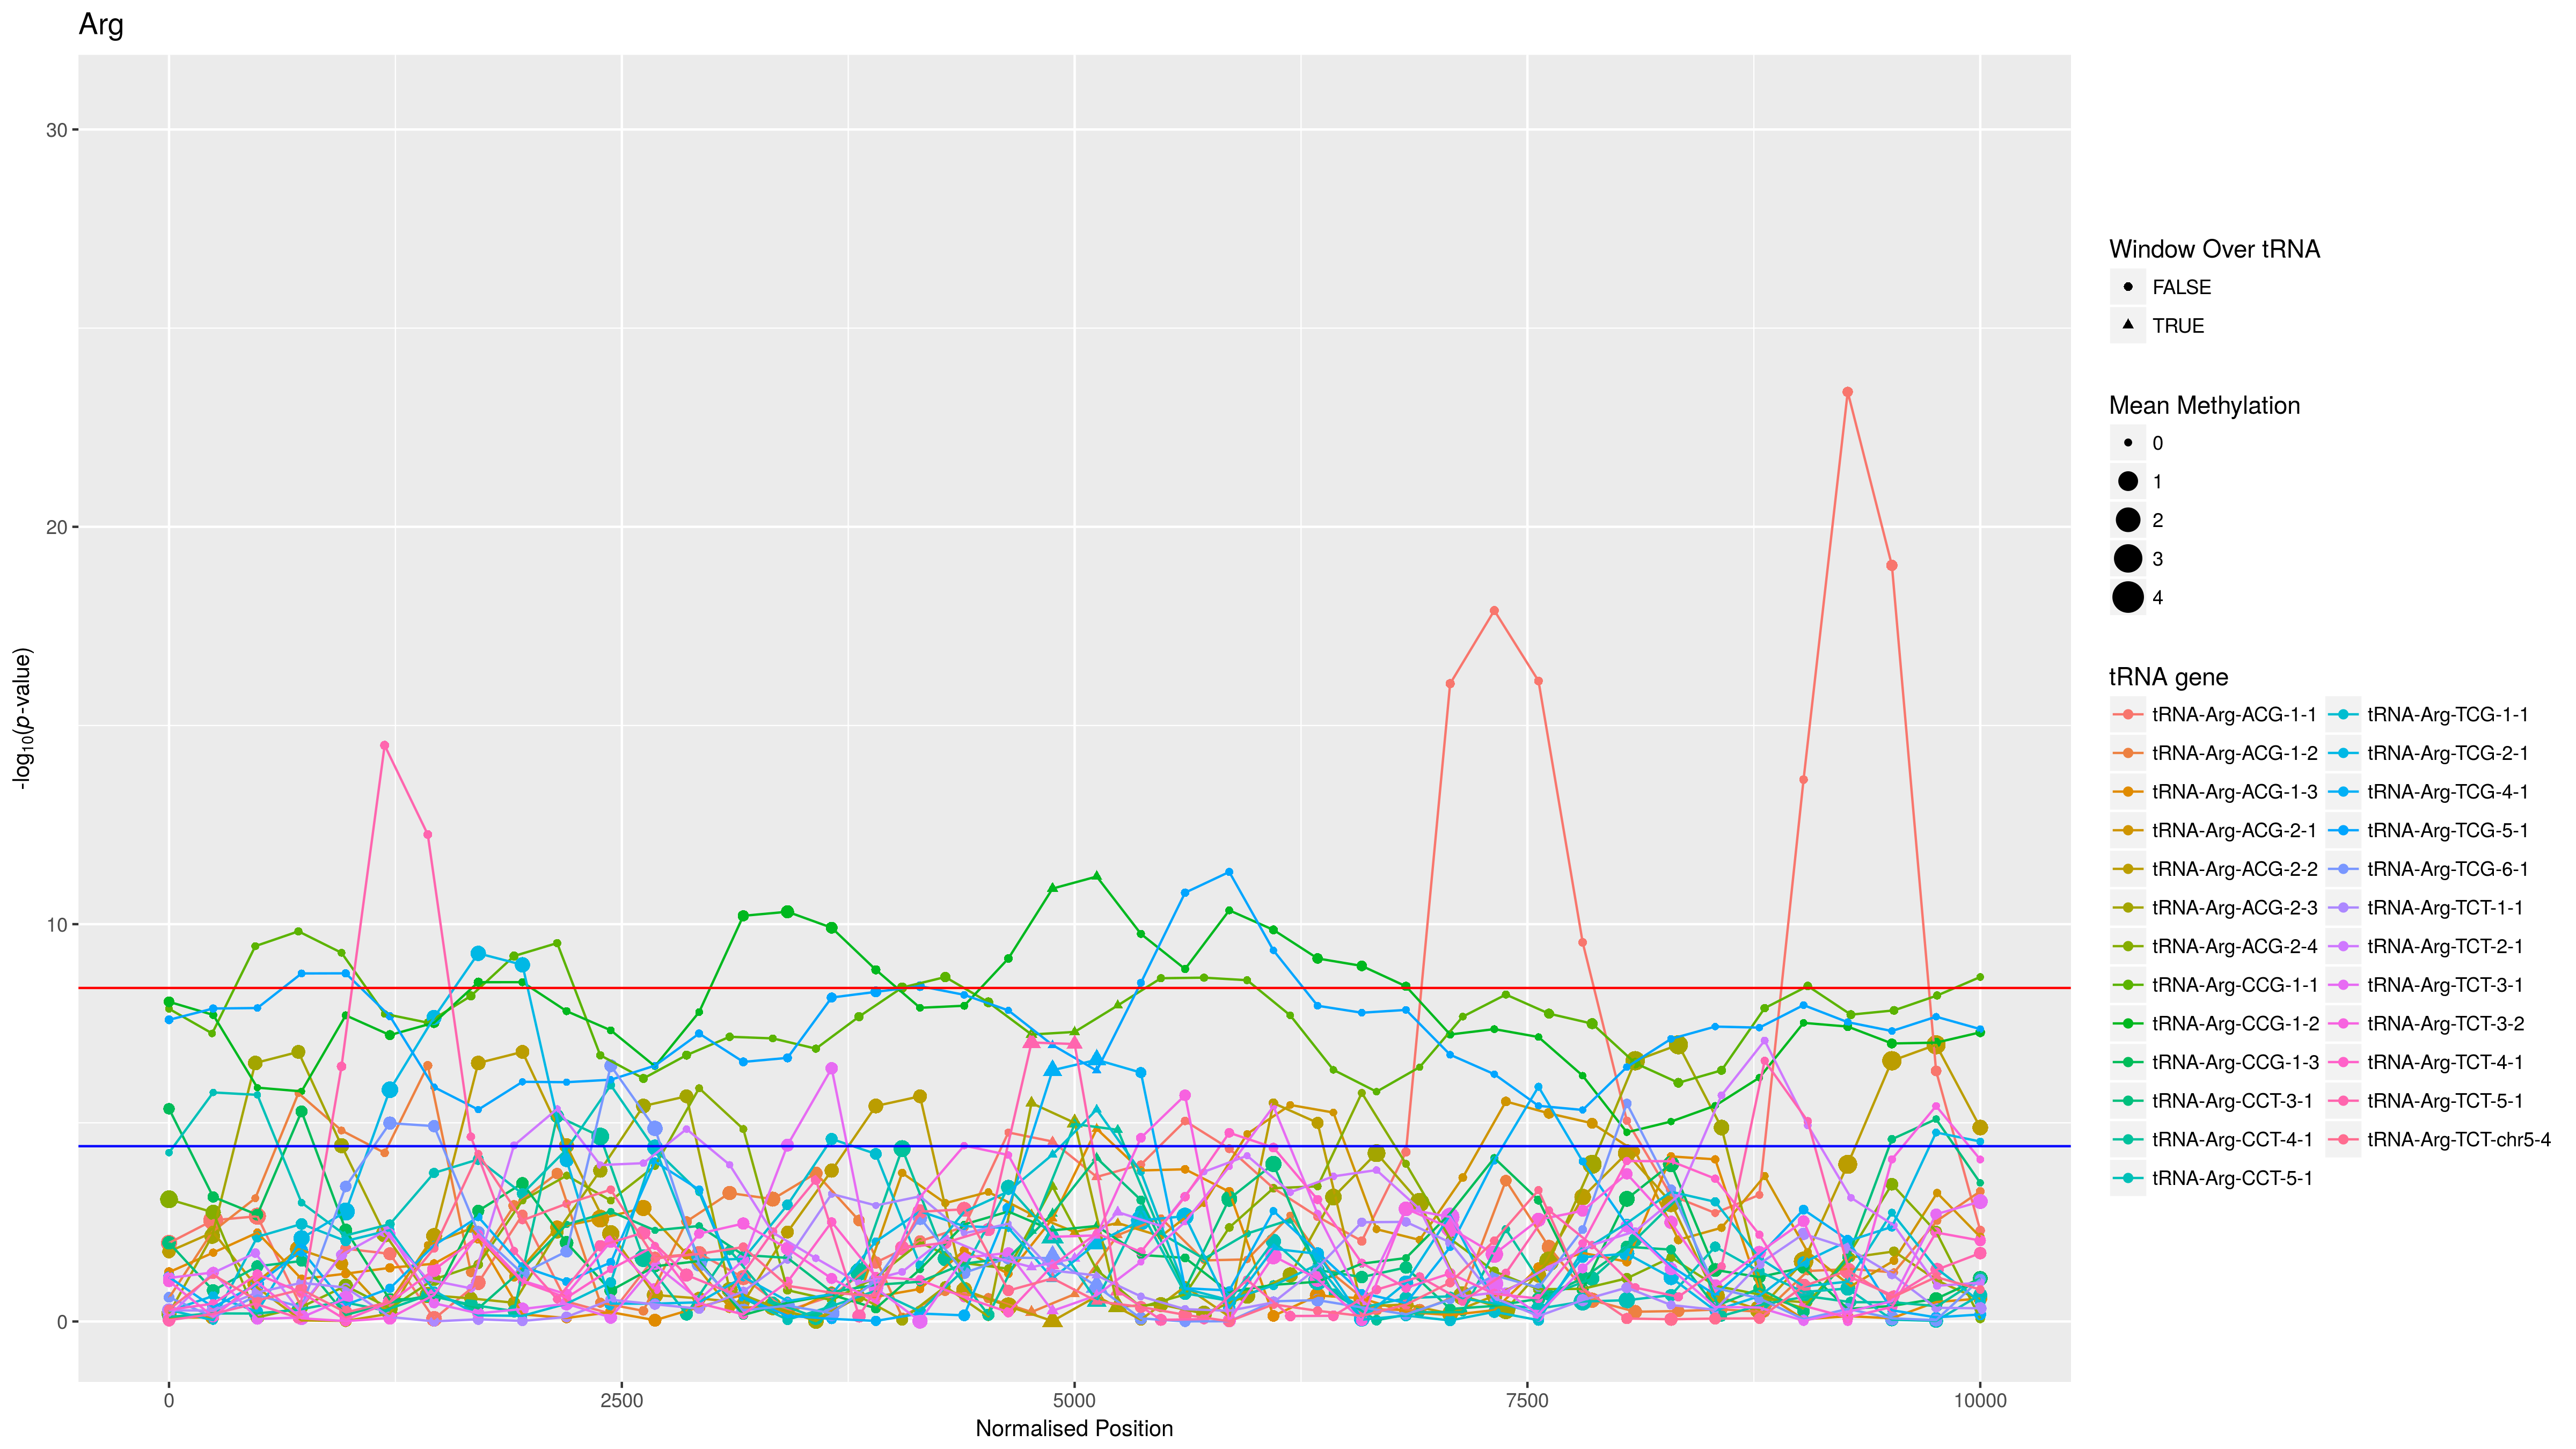 Arg
30
20
10
0
-log10(p-value)
0
2500
5000
7500
10000
Normalised Position
Window Over tRNA
FALSE
TRUE
Mean Methylation
0
1
2
3
4
tRNA gene
tRNA-Arg-ACG-1-1
tRNA-Arg-ACG-1-2
tRNA-Arg-ACG-1-3
tRNA-Arg-ACG-2-1
tRNA-Arg-ACG-2-2
tRNA-Arg-ACG-2-3
tRNA-Arg-ACG-2-4
tRNA-Arg-CCG-1-1
tRNA-Arg-CCG-1-2
tRNA-Arg-CCG-1-3
tRNA-Arg-CCT-3-1
tRNA-Arg-CCT-4-1
tRNA-Arg-CCT-5-1
tRNA-Arg-TCG-1-1
tRNA-Arg-TCG-2-1
tRNA-Arg-TCG-4-1
tRNA-Arg-TCG-5-1
tRNA-Arg-TCG-6-1
tRNA-Arg-TCT-1-1
tRNA-Arg-TCT-2-1
tRNA-Arg-TCT-3-1
tRNA-Arg-TCT-3-2
tRNA-Arg-TCT-4-1
tRNA-Arg-TCT-5-1
tRNA-Arg-TCT-chr5-4